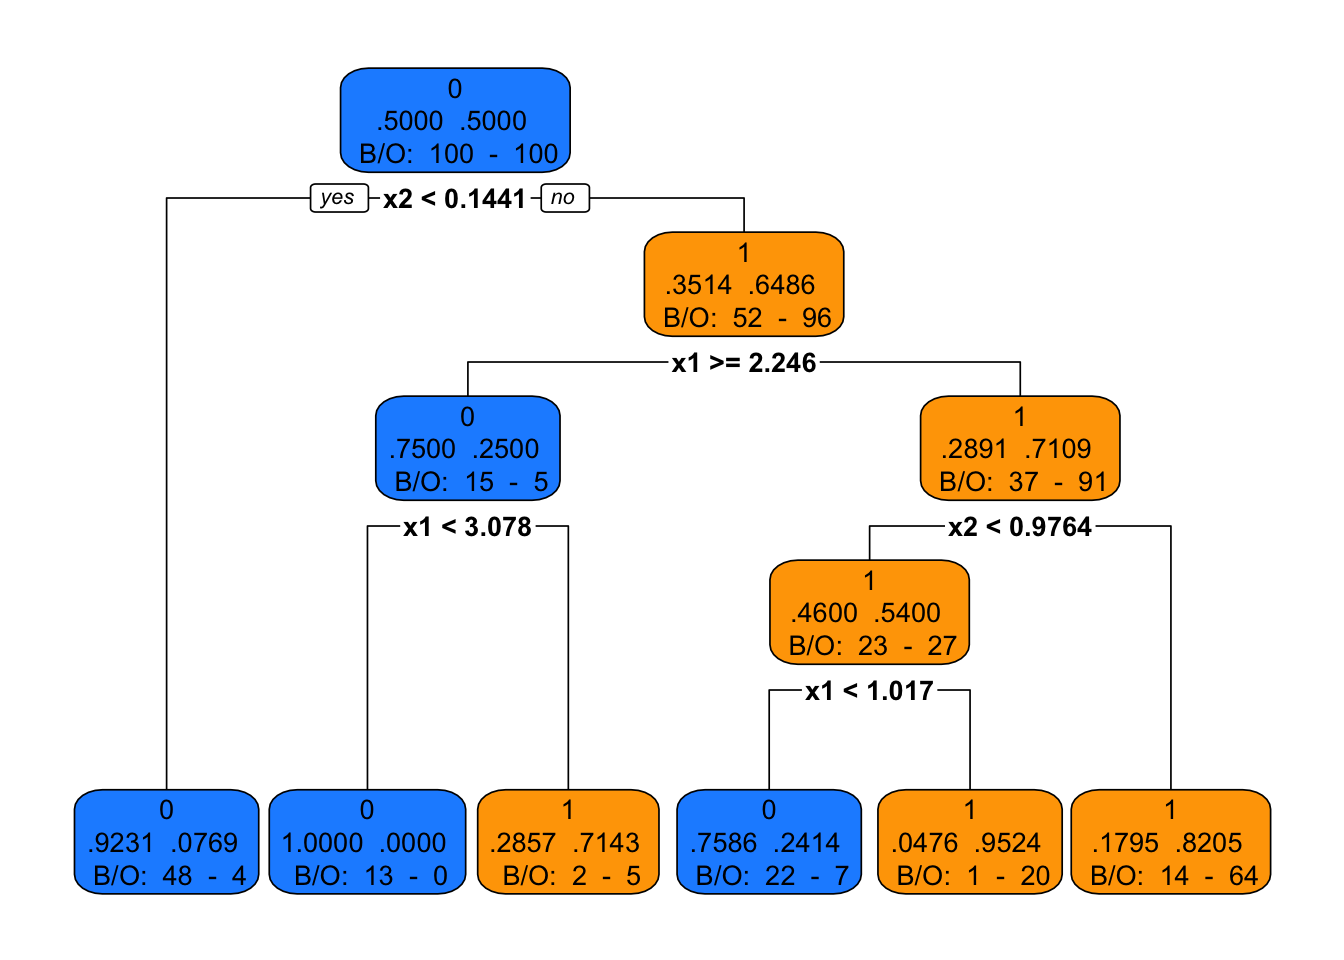 0
.5000 .5000
B/O: 100 - 100
yes x2 < 0.1441 no
1
.3514 .6486
B/O: 52 - 96
x1 >= 2.246
0
.7500 .2500
B/O: 15 - 5
1
.2891 .7109
B/O: 37 - 91
x1 < 3.078
x2 < 0.9764
1
.4600 .5400
B/O: 23 - 27
x1 < 1.017
0
.9231 .0769
B/O: 48 - 4
0
1.0000 .0000
B/O: 13 - 0
1
.2857 .7143
B/O: 2 - 5
0
.7586 .2414
B/O: 22 - 7
1
.0476 .9524
B/O: 1 - 20
1
.1795 .8205
B/O: 14 - 64